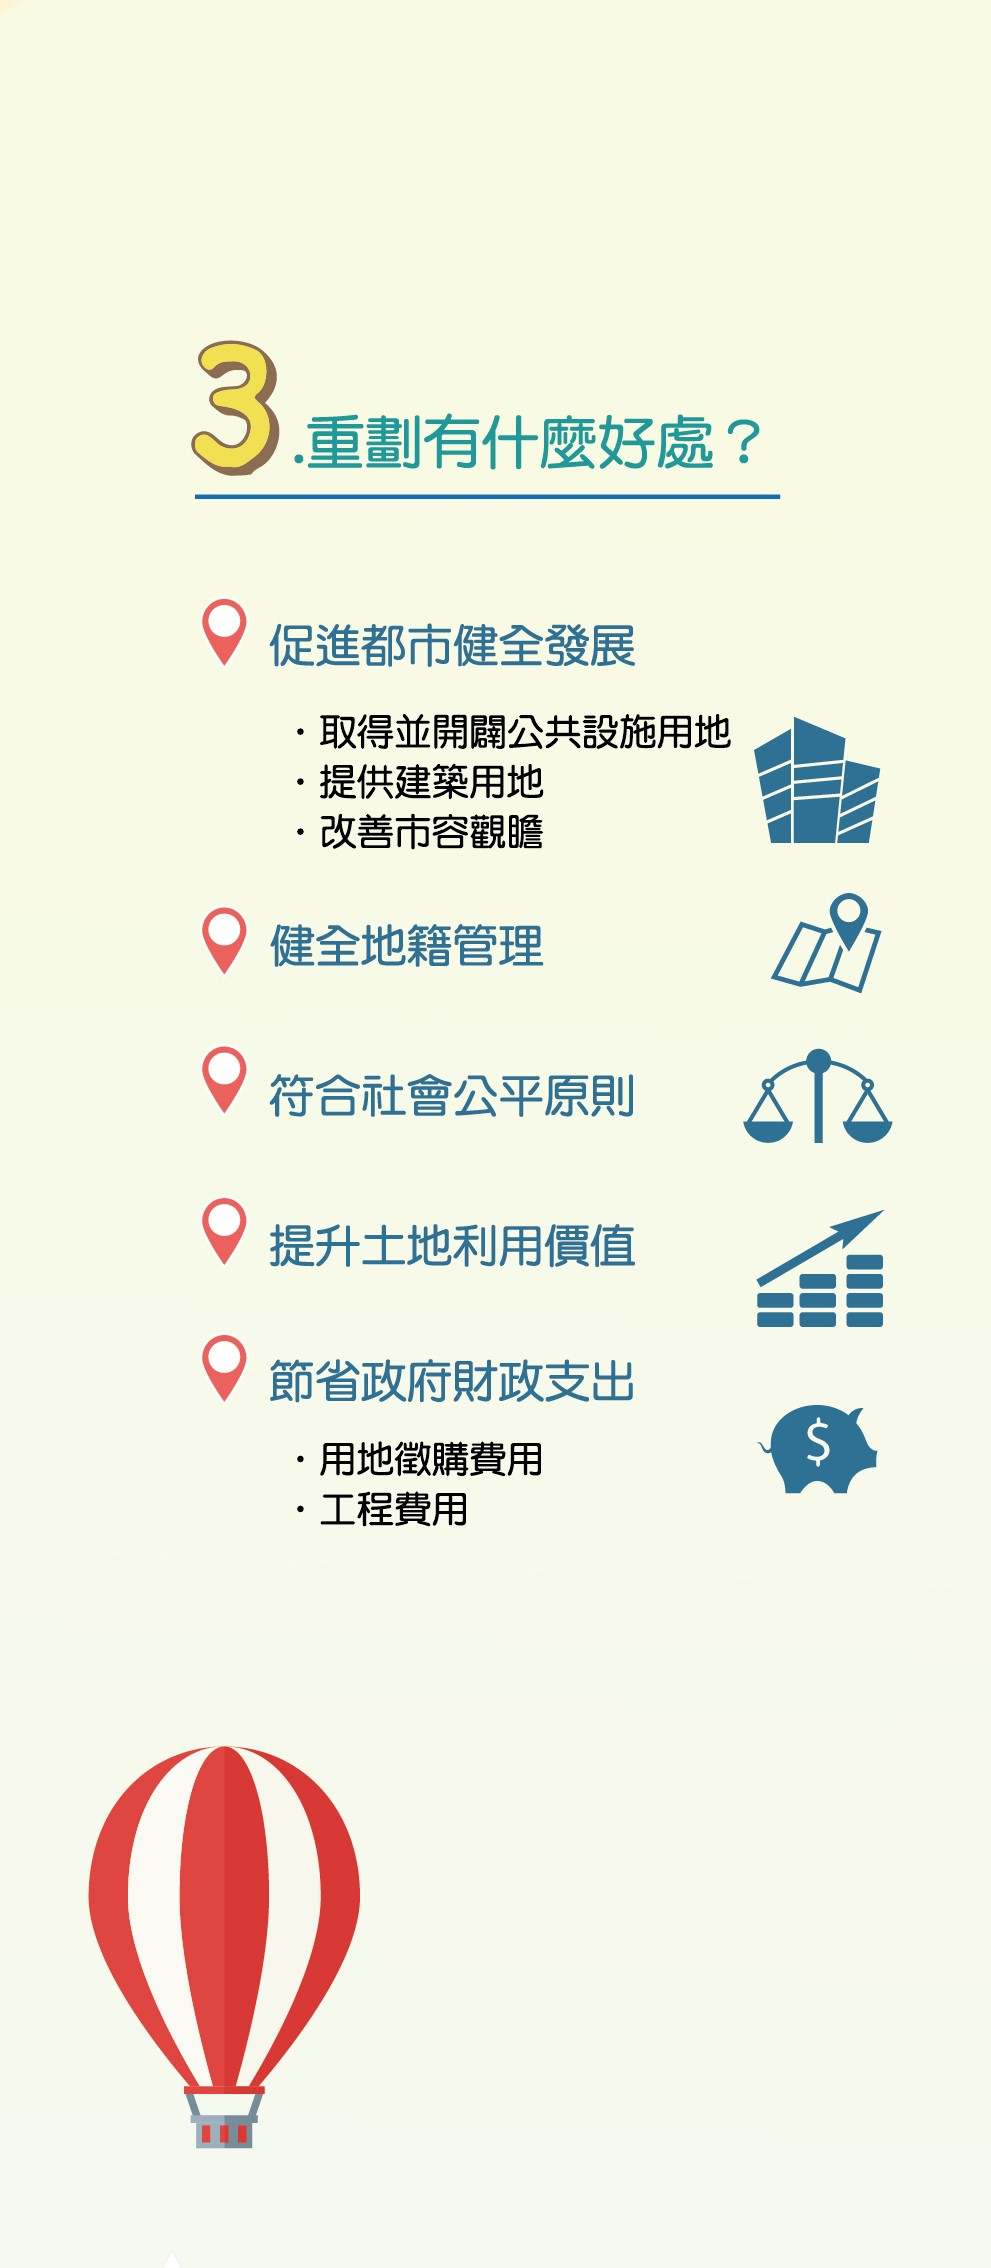 3.重劃有什麼好處？
促進都市健全發展
·取得並開闢公共設施用地
·提供建築用地
·改善市容觀瞻
健全地籍管理
符合社會公平原則
提升土地利用價值
節省政府財政支出
$
·用地徵購費用
·工程費用